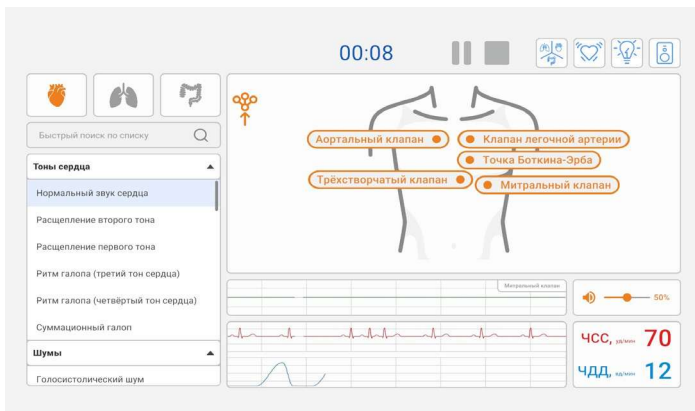 00:08
Быстрый поиск по списку
Тоны сердца
Нормальный звук сердца
Расщепление второго тона
Расщепление первого тона
Ритм галопа (третий тон сердца)
Ритм галопа (четвёртый тон сердца)
Суммационный галоп
Шумы
Голосистолический шум
Аортальный клапан
Клапан легочной артерии
Точка Боткина-Эрба
Трёхстворчатый клапан
Митральный клапан
Митральный клапан
50%
ЧСС, уд/мин 70
ЧДД, вд/мин 12